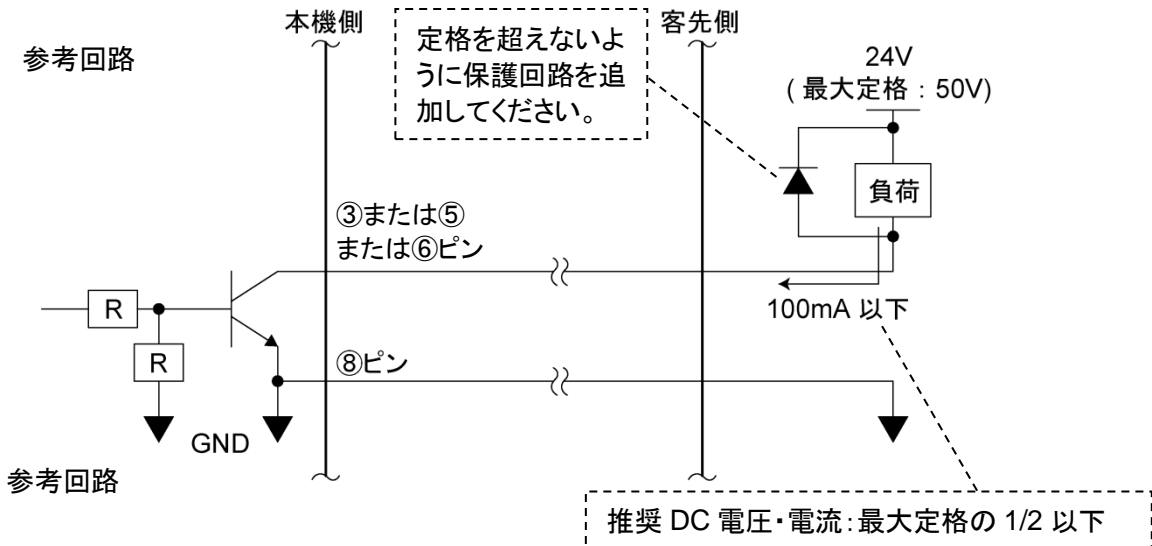 本機側
客先側
参考回路
定格を超えないよ
うに保護回路を追
加してください。
24V
( 最大定格 : 50V)
負荷
③または⑤
または⑥ピン
100mA 以下
R
R
⑧ピン
GND
参考回路
推奨 DC 電圧・電流:最大定格の 1/2 以下